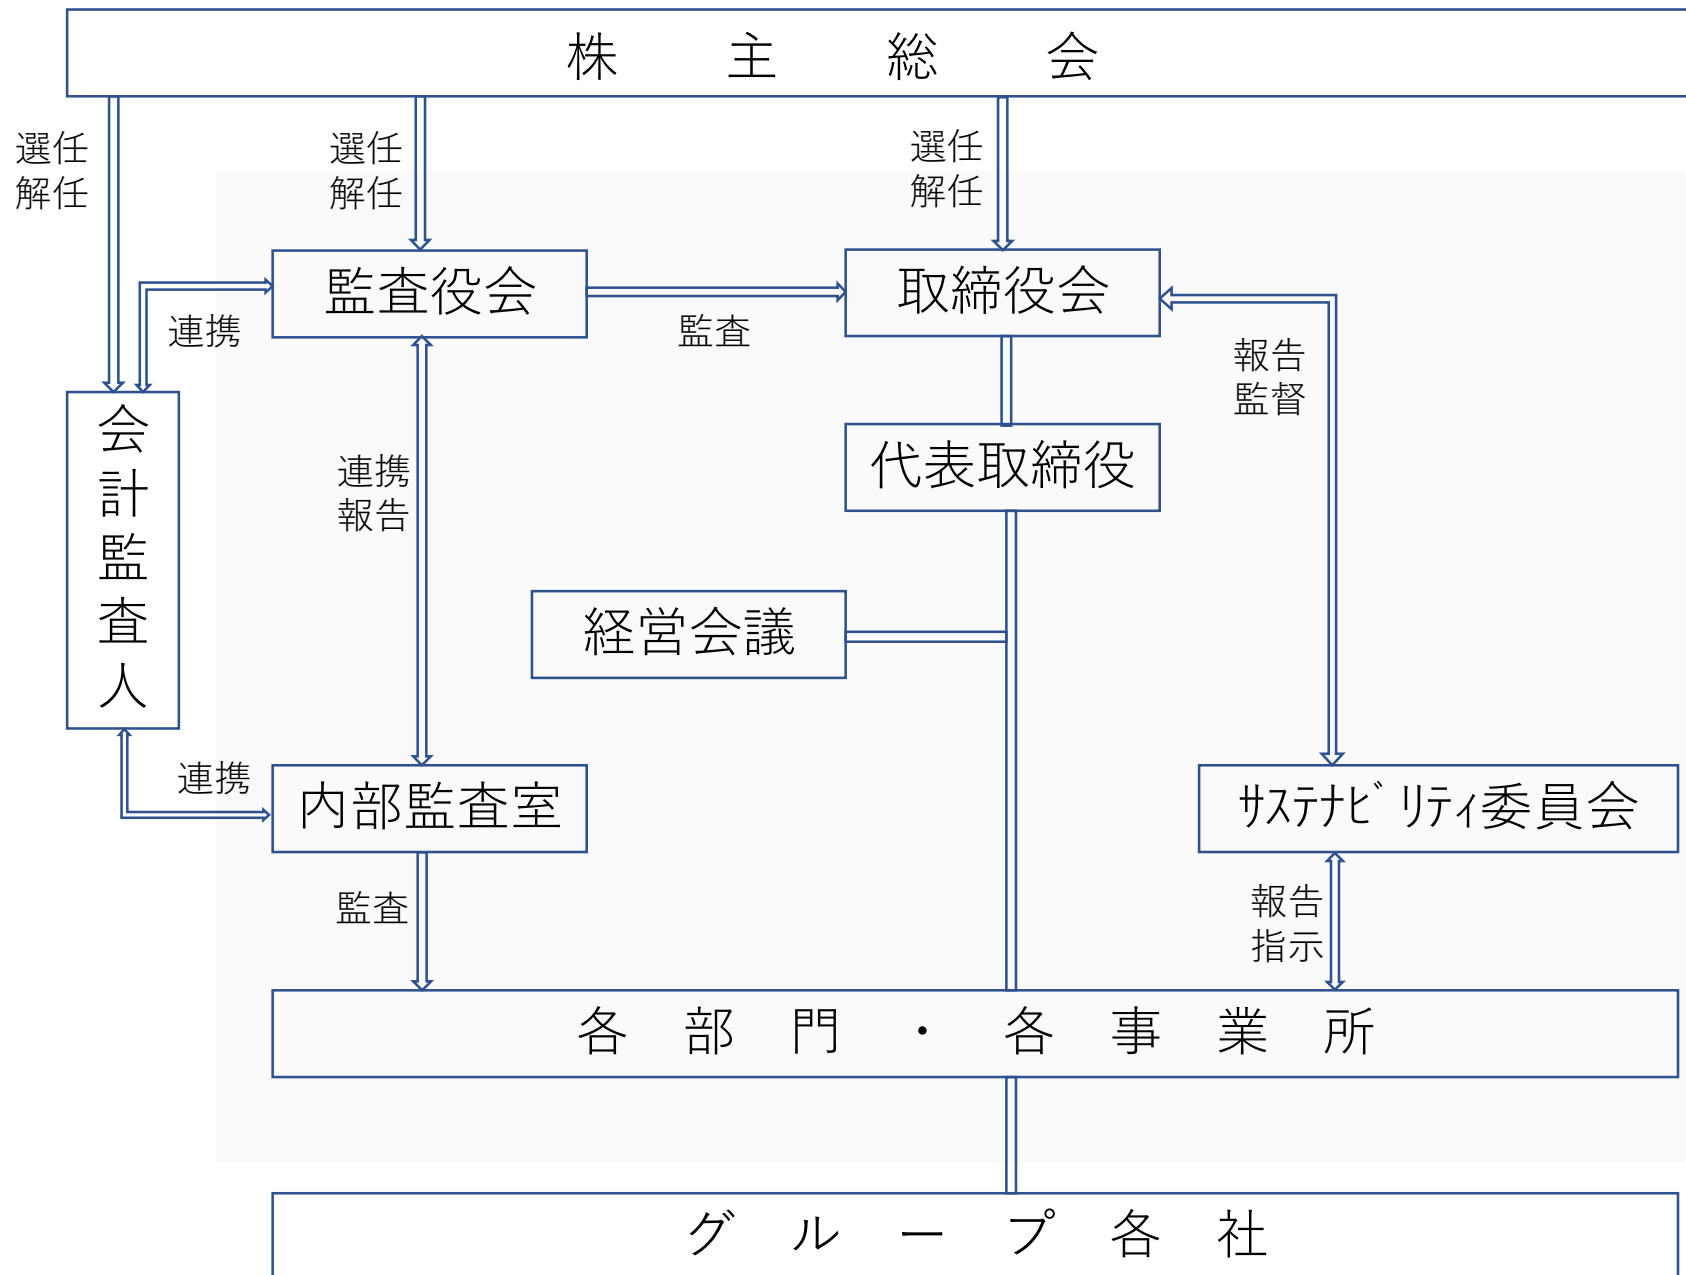 株主総会
選任
解任
選任
解任
選任
解任
監査役会
取締役会
連携
監査
報告
監督
会計監査人
代表取締役
連携
報告
経営会議
連携
内部監査室
ｻｽﾃﾅﾋﾞﾘﾃｨ委員会
監査
報告
指示
各部門・各事業所
グループ各社